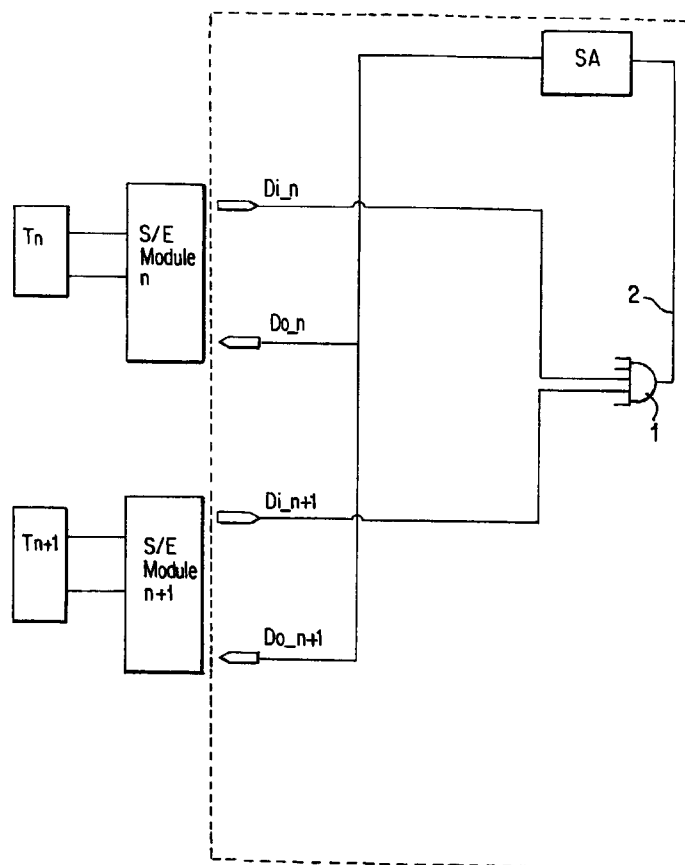 SA
Di_n
Tn
S/E
Module
n
2
Do_n
1
Di_n+1
Tn+1
S/E
Module
n+1
Do_n+1